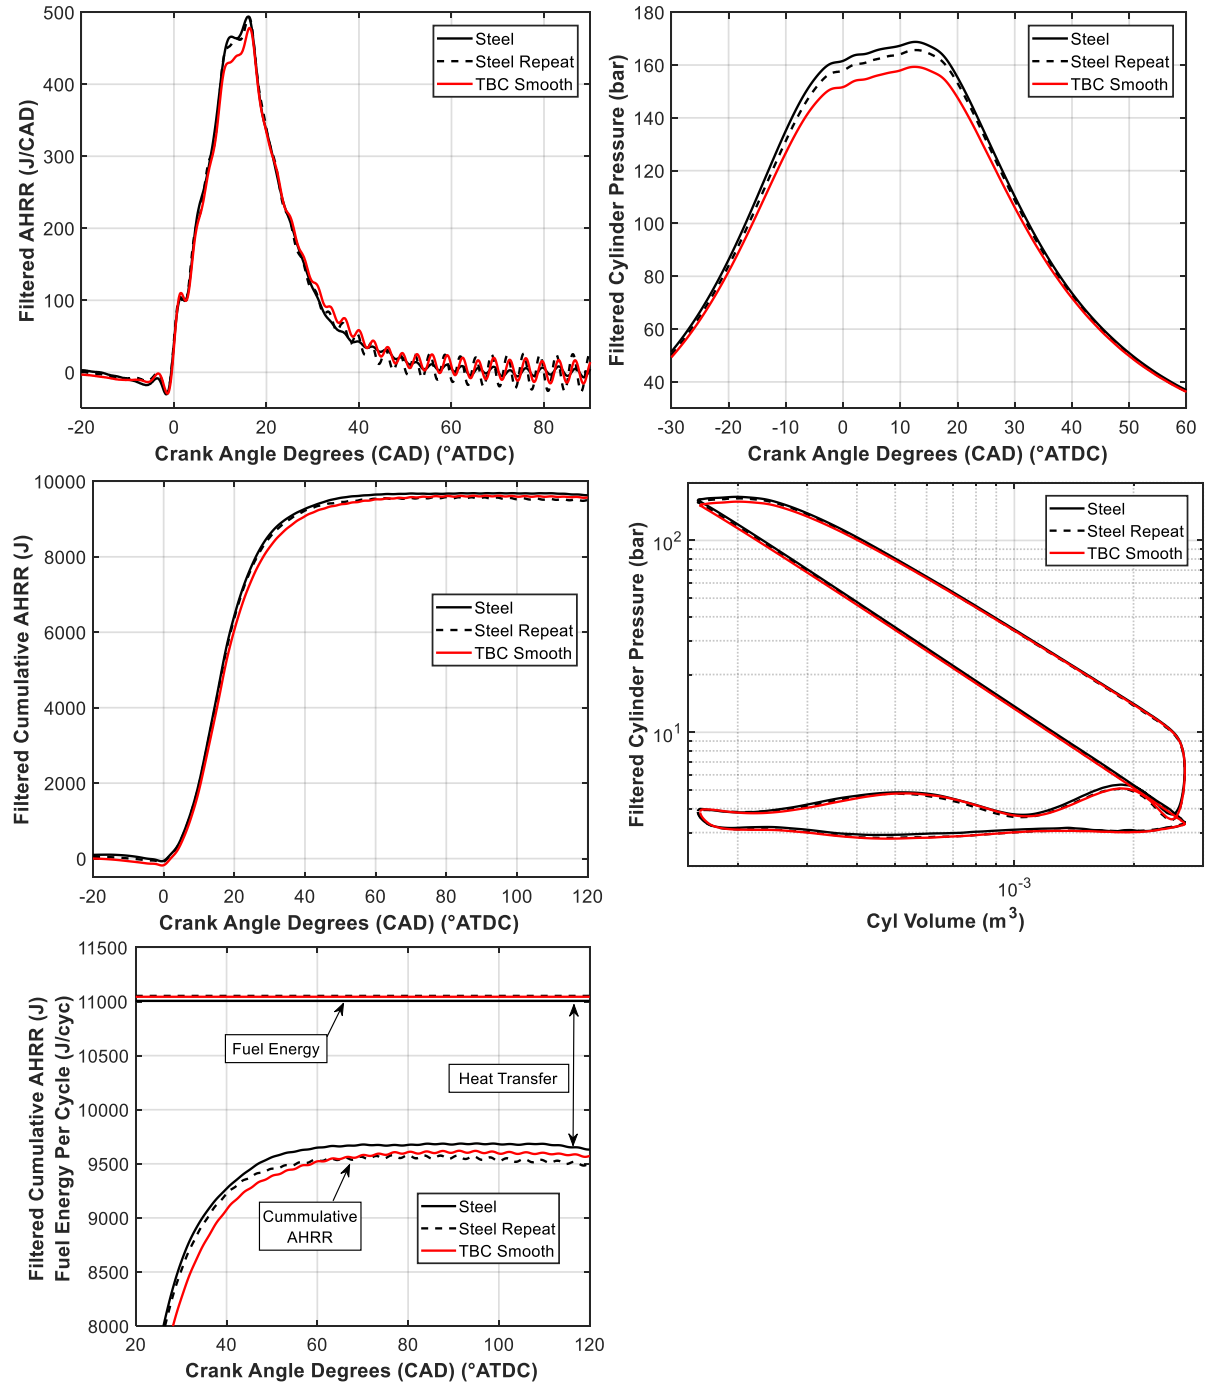 500
400
300
200
100
0
-20
0
20
40
60
80
Filtered AHRR (J/CAD)
Crank Angle Degrees (CAD) (°ATDC)
Steel
Steel Repeat
TBC Smooth
180
160
140
120
100
80
60
40
-30
-20
-10
0
10
20
30
40
50
60
Filtered Cylinder Pressure (bar)
Crank Angle Degrees (CAD) (°ATDC)
Steel
Steel Repeat
TBC Smooth
10000
8000
6000
4000
2000
0
-20
0
20
40
60
80
100
120
Filtered Cumulative AHRR (J)
Crank Angle Degrees (CAD) (°ATDC)
Steel
Steel Repeat
TBC Smooth
10²
10¹
10⁻³
Filtered Cylinder Pressure (bar)
Cyl Volume (m³)
Steel
Steel Repeat
TBC Smooth
11500
11000
10500
10000
9500
9000
8500
8000
20
40
60
80
100
120
Filtered Cumulative AHRR (J)
Fuel Energy Per Cycle (J/cyc)
Crank Angle Degrees (CAD) (°ATDC)
Fuel Energy
Heat Transfer
Cummulative
AHRR
Steel
Steel Repeat
TBC Smooth